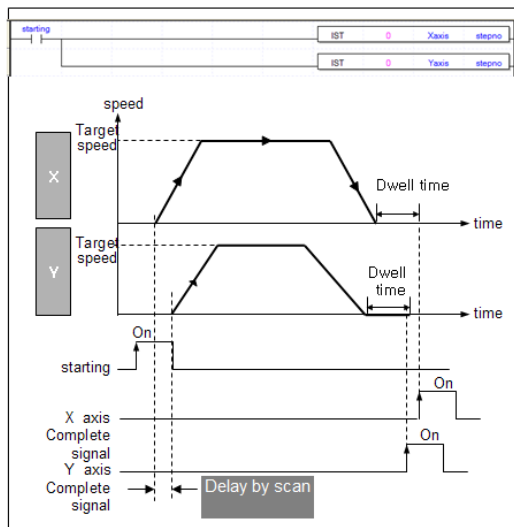 starting
IST 0 Xaxis stepno
IST 0 Yaxis stepno
speed
Target
speed
X
Dwell time
time
Target
speed
Y
Dwell
time
time
On
starting
On
X axis
Complete
signal
On
Y axis
Complete
signal
Delay by scan